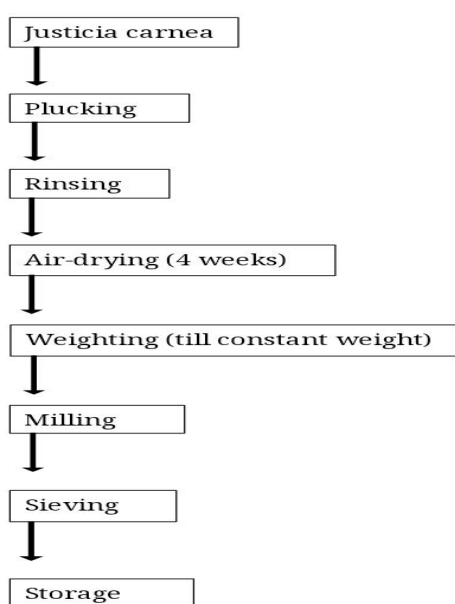 Justicia carnea
Plucking
Rinsing
Air-drying (4 weeks)
Weighting (till constant weight)
Milling
Sieving
Storage